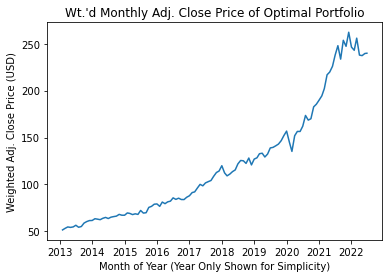 Wt.'d Monthly Adj. Close Price of Optimal Portfolio
Weighted Adj. Close Price (USD)
250
200
150
100
50
2013 2014 2015 2016 2017 2018 2019 2020 2021 2022
Month of Year (Year Only Shown for Simplicity)